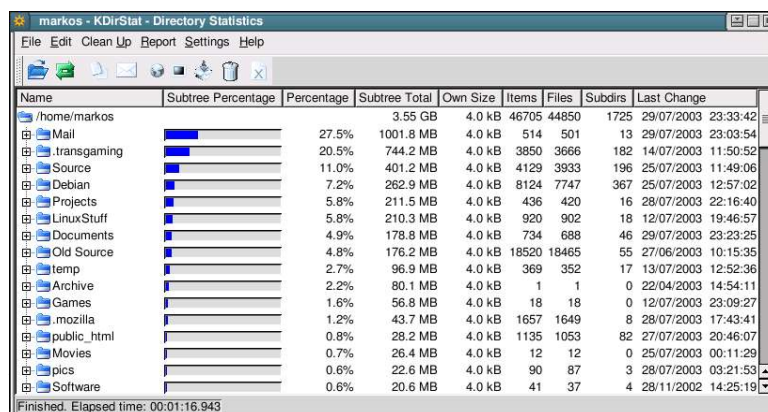 markos - KDirStat - Directory Statistics
File Edit Clean Up Report Settings Help
Name Subtree Percentage Percentage Subtree Total Own Size Items Files Subdirs Last Change
/home/markos 3.55 GB 4.0 kB 46705 44850 1725 29/07/2003 23:33:42
Mail 27.5% 1001.8 MB 4.0 kB 514 501 13 29/07/2003 23:03:54
.transgaming 20.5% 744.2 MB 4.0 kB 3850 3666 182 14/07/2003 11:50:52
Source 11.0% 401.2 MB 4.0 kB 4129 3933 196 25/07/2003 11:49:06
Debian 7.2% 262.9 MB 4.0 kB 8124 7747 367 25/07/2003 12:57:02
Projects 5.8% 211.5 MB 4.0 kB 436 420 16 28/07/2003 22:16:40
LinuxStuff 5.8% 210.3 MB 4.0 kB 920 902 18 12/07/2003 19:46:57
Documents 4.9% 178.8 MB 4.0 kB 734 688 46 29/07/2003 23:23:25
Old Source 4.8% 176.2 MB 4.0 kB 18520 18465 55 27/06/2003 10:15:35
temp 2.7% 96.9 MB 4.0 kB 369 352 17 13/07/2003 12:52:36
Archive 2.2% 80.1 MB 4.0 kB 1 1 0 22/04/2003 14:54:11
Games 1.6% 56.8 MB 4.0 kB 18 18 0 12/07/2003 23:09:27
.mozilla 1.2% 43.7 MB 4.0 kB 1657 1649 8 28/07/2003 17:43:41
public_html 0.8% 28.2 MB 4.0 kB 1135 1053 82 27/07/2003 20:46:07
Movies 0.7% 26.4 MB 4.0 kB 12 12 0 25/07/2003 00:11:29
pics 0.6% 22.6 MB 4.0 kB 90 87 3 28/07/2003 03:21:53
Software 0.6% 20.6 MB 4.0 kB 41 37 4 28/11/2002 14:25:19
Finished. Elapsed time: 00:01:16.943